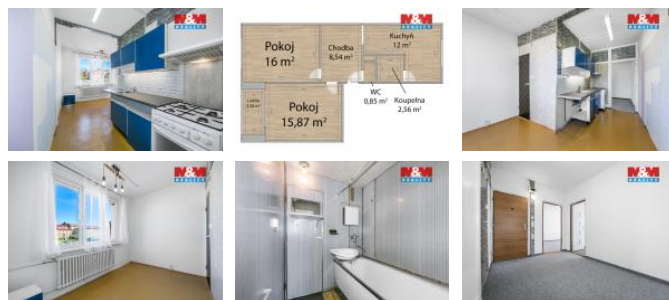 M&M
REALITY
M&M
REALITY
M&M
REALITY
Pokoj
16 m²
Chodba
8,54 m²
Kuchyň
12 m²
WC
0,85 m²
Koupelna
2,56 m²
Pokoj
15,87 m²
M&M
REALITY
M&M
REALITY
M&M
REALITY